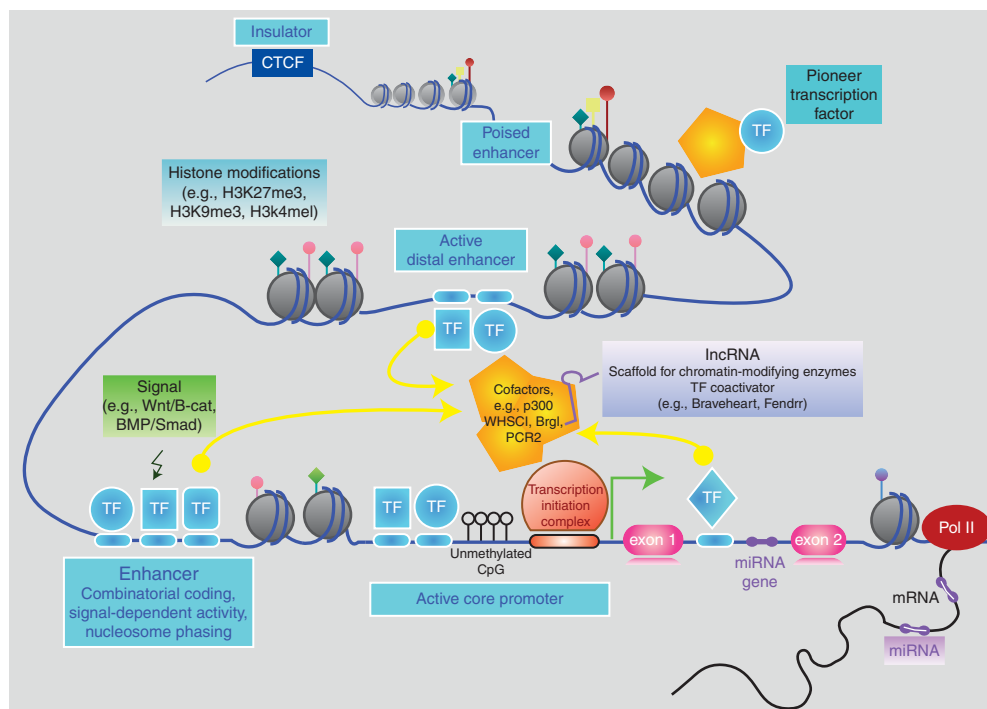 Insulator
CTCF
Poised
enhancer
Pioneer
transcription
factor
TF
Histone modifications
(e.g., H3K27me3,
H3K9me3, H3k4mel)
Active
distal enhancer
TF TF
lncRNA
Scaffold for chromatin-modifying enzymes
TF coactivator
(e.g., Braveheart, Fendrr)
Cofactors,
e.g., p300
WHSCl, Brgl,
PCR2
Signal
(e.g., Wnt/B-cat,
BMP/Smad)
TF TF TF
TF TF
Unmethylated
CpG
Transcription
initiation
complex
exon 1
TF
miRNA
gene
exon 2
Pol II
mRNA
miRNA
Enhancer
Combinatorial coding,
signal-dependent activity,
nucleosome phasing
Active core promoter